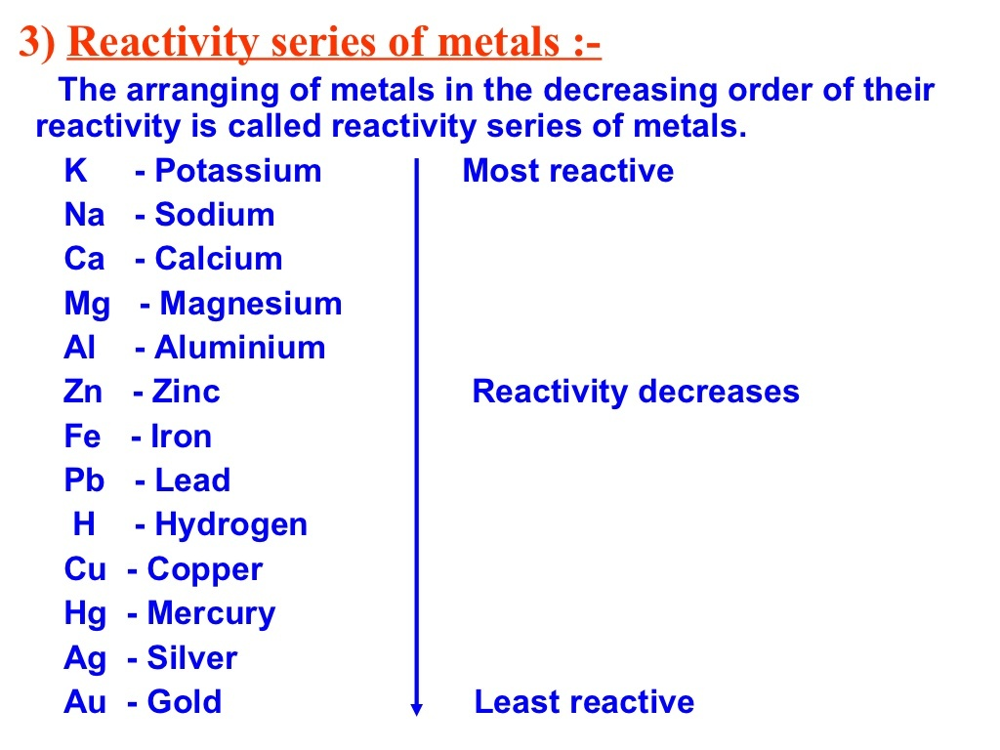 3) Reactivity series of metals :-
The arranging of metals in the decreasing order of their
reactivity is called reactivity series of metals.
K - Potassium Most reactive
Na - Sodium
Ca - Calcium
Mg - Magnesium
Al - Aluminium
Zn - Zinc Reactivity decreases
Fe - Iron
Pb - Lead
H - Hydrogen
Cu - Copper
Hg - Mercury
Ag - Silver
Au - Gold Least reactive